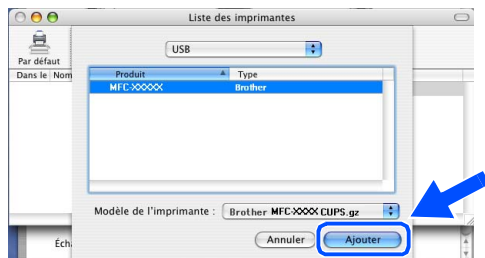 Liste des imprimantes
USB
Par défaut
Dans le Nom
Produit Type
MFC-XXXXX Brother
Modèle de l'imprimante : Brother MFC-XXXX CUPS.gz
Annuler Ajouter